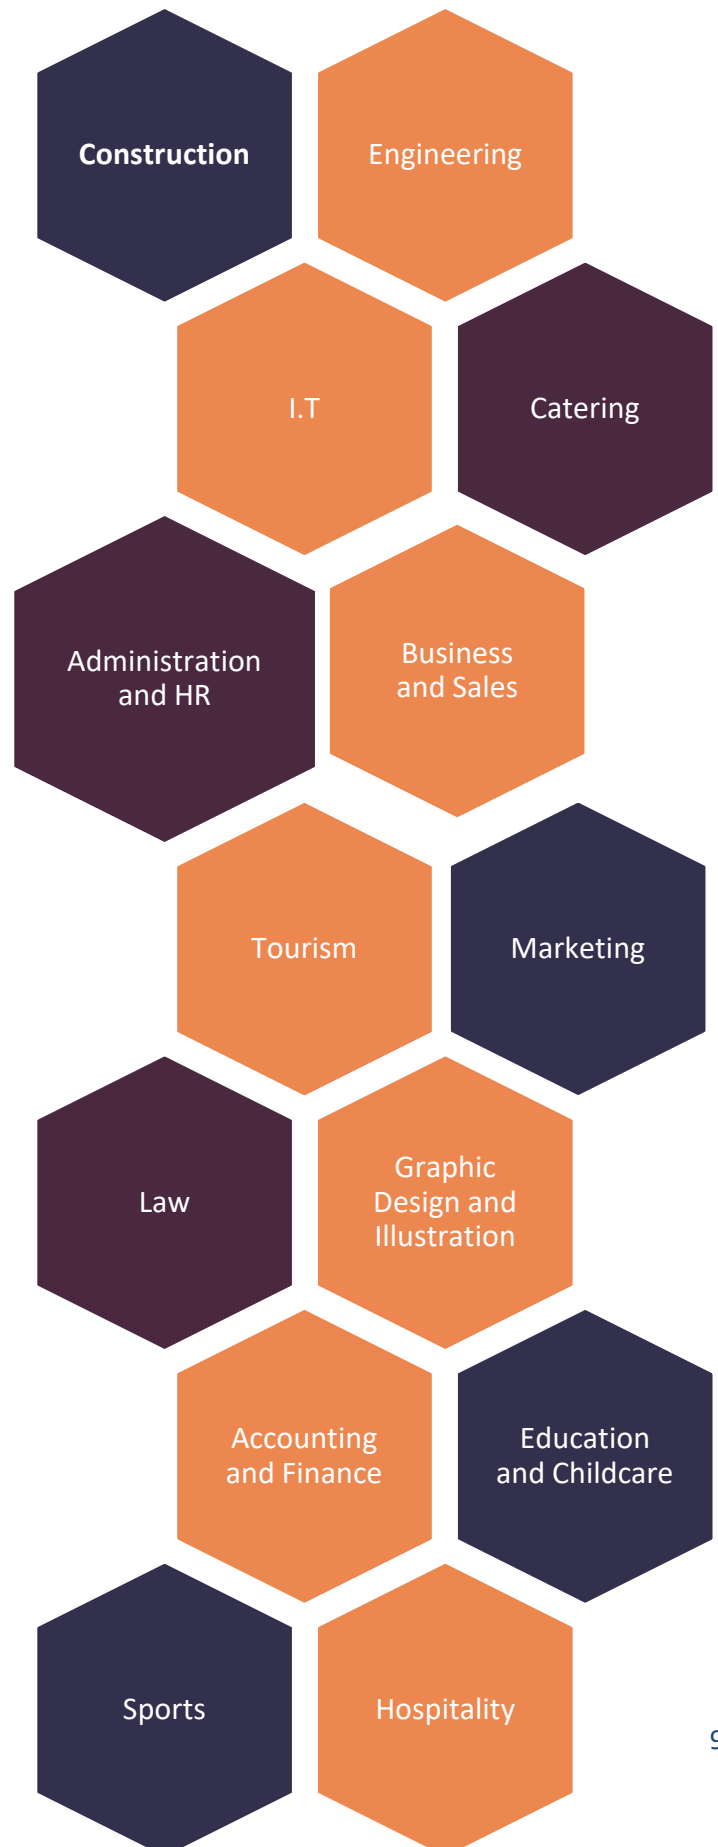 Construction
Engineering
I.T
Catering
Administration
and HR
Business
and Sales
Tourism
Marketing
Law
Graphic
Design and
Illustration
Accounting
and Finance
Education
and Childcare
Sports
Hospitality
9